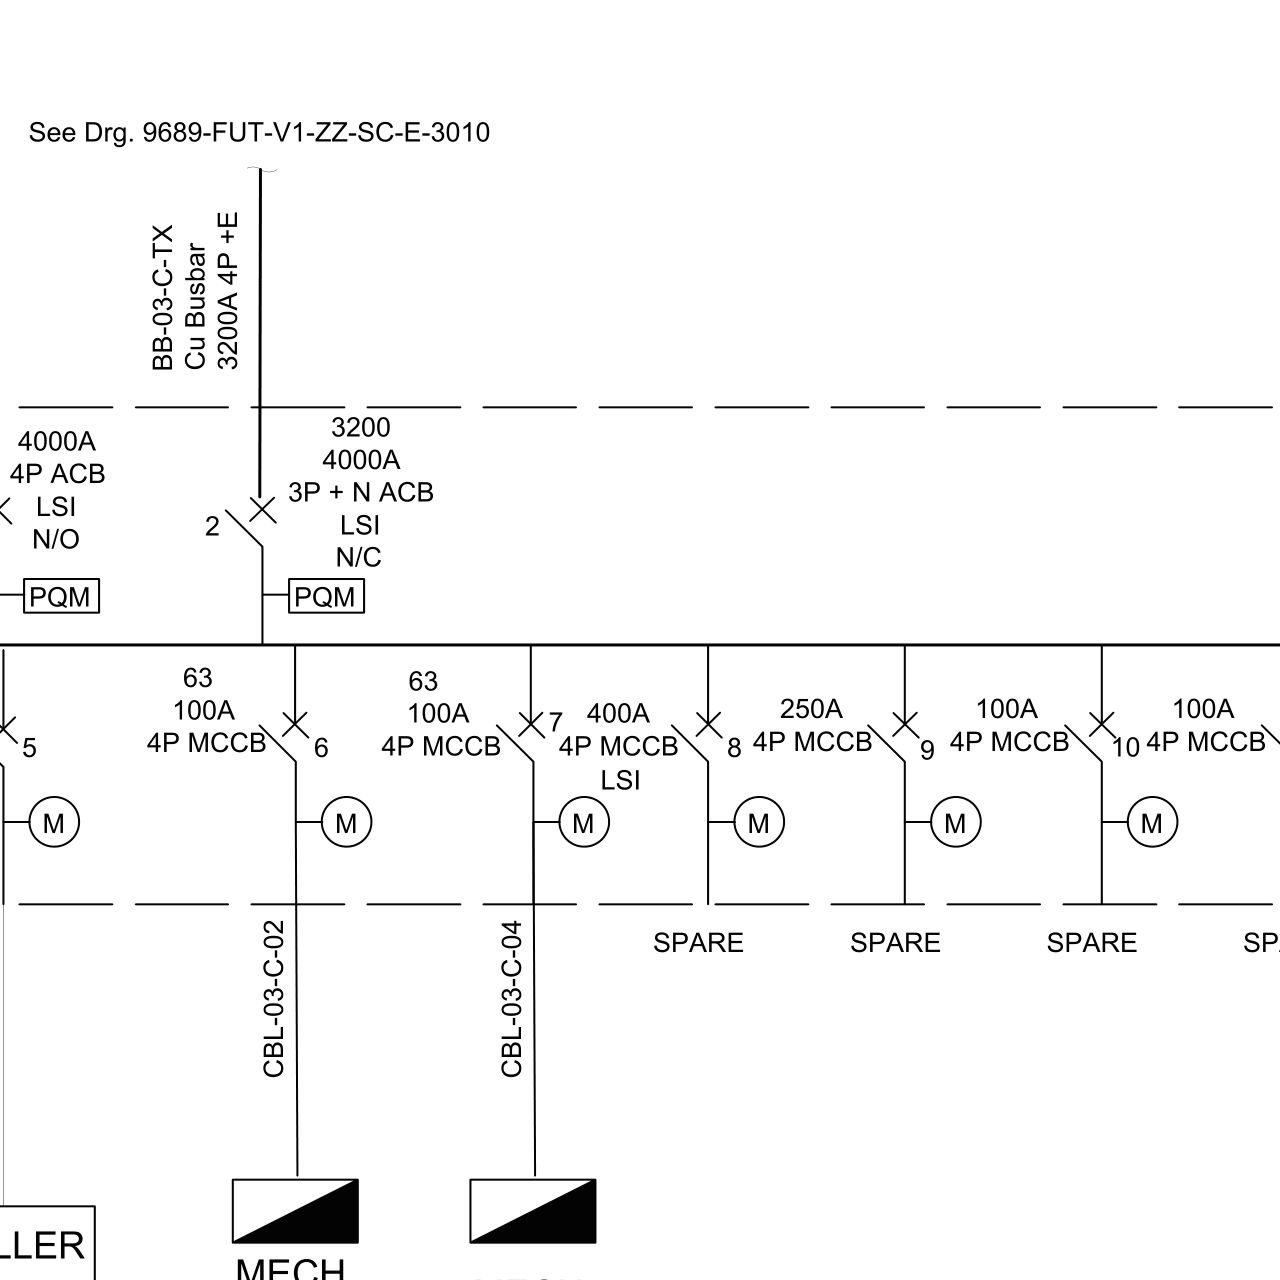 See Drg. 9689-FUT-V1-ZZ-SC-E-3010
BB-03-C-TX
Cu Busbar
3200A 4P +E
4000A
4P ACB
LSI
N/O
PQM
2
3200
4000A
3P + N ACB
LSI
N/C
PQM
5
M
63
100A
4P MCCB
6
M
63
100A
4P MCCB
7
M
400A
4P MCCB
LSI
8
M
250A
4P MCCB
9
M
100A
4P MCCB
10
M
100A
4P MCCB
CBL-03-C-02
CBL-03-C-04
SPARE
SPARE
SPARE
SP
LLER
MECH